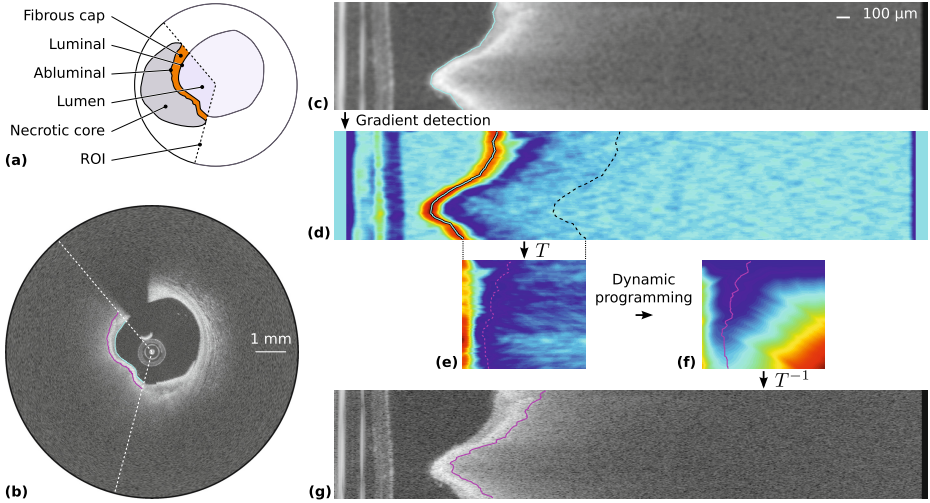 Fibrous cap
Luminal
Abluminal
Lumen
Necrotic core
ROI
(a)
1 mm
(b)
100 µm
(c)
Gradient detection
(d)
T
(e)
Dynamic
programming
(f)
T⁻¹
(g)